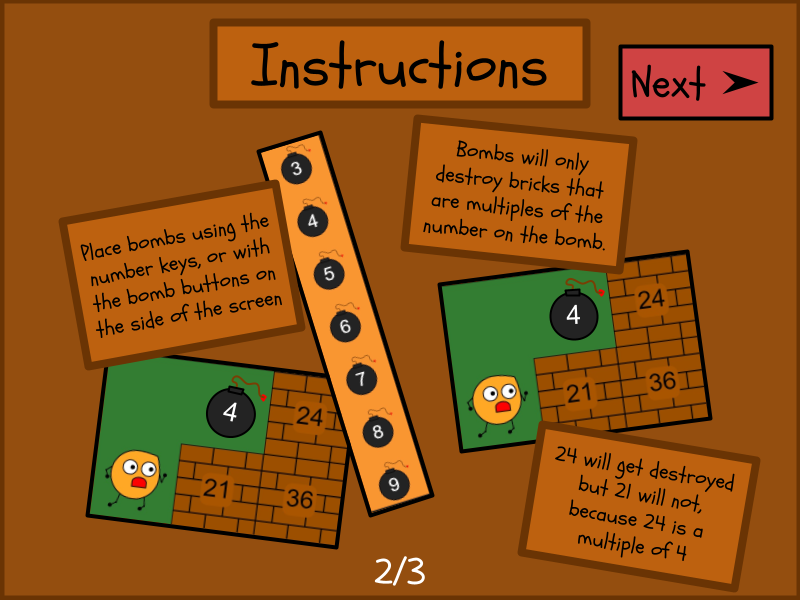 Instructions
Next
Bombs will only
destroy bricks that
are multiples of the
number on the bomb.
Place bombs using the
number keys, or with
the bomb buttons on
the side of the screen
3
4
5
6
7
8
9
4
24
21
36
4
24
21
36
24 will get destroyed
but 21 will not,
because 24 is a
multiple of 4
2/3